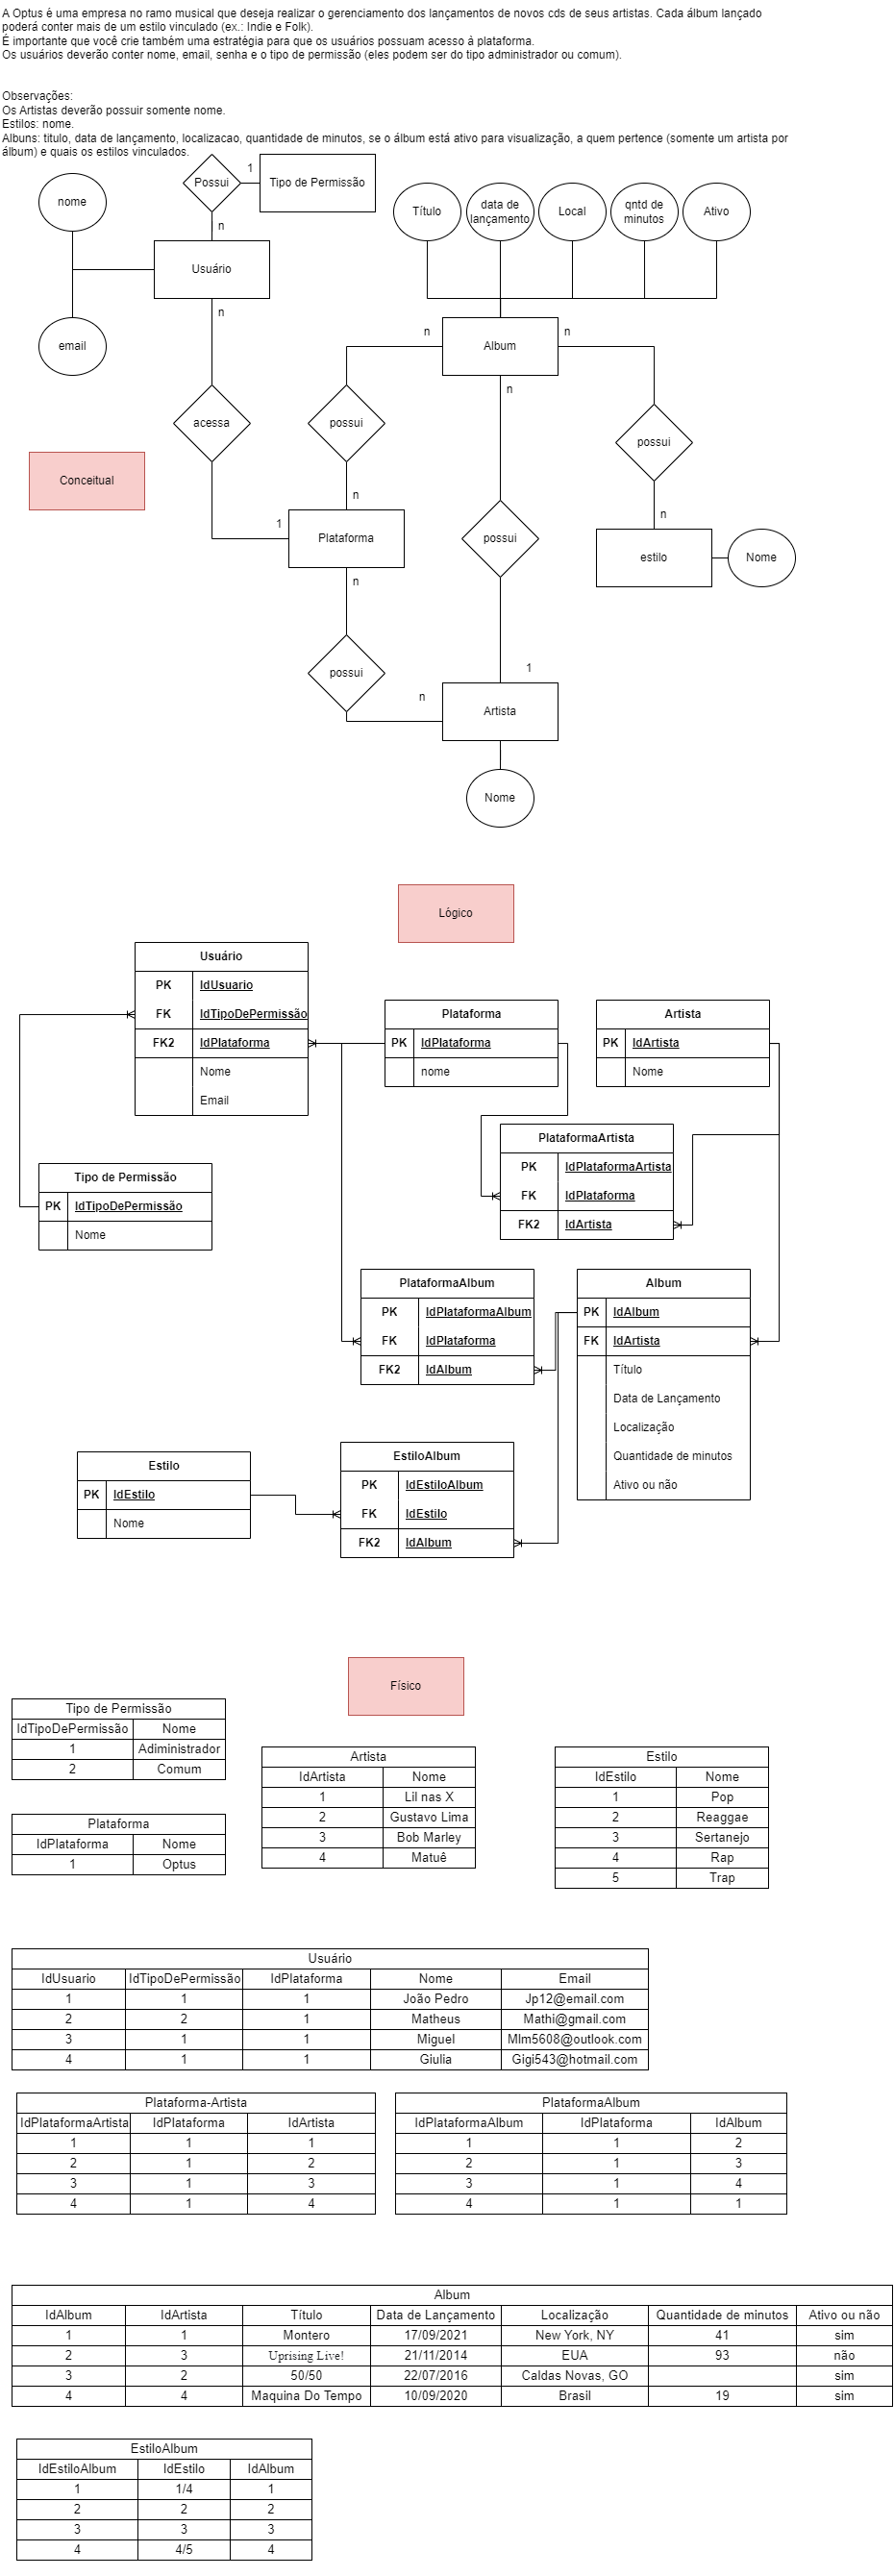 A Optus é uma empresa no ramo musical que deseja realizar o gerenciamento dos lançamentos de novos cds de seus artistas. Cada álbum lançado
poderá conter mais de um estilo vinculado (ex.: Indie e Folk).
É importante que você crie também uma estratégia para que os usuários possuam acesso à plataforma.
Os usuários deverão conter nome, email, senha e o tipo de permissão (eles podem ser do tipo administrador ou comum).
Observações:
Os Artistas deverão possuir somente nome.
Estilos: nome.
Albuns: titulo, data de lançamento, localizacao, quantidade de minutos, se o álbum está ativo para visualização, a quem pertence (somente um artista por
álbum) e quais os estilos vinculados.
Possui
1
Tipo de Permissão
nome
n
Título
data de
lançamento
Local
qntd de
minutos
Ativo
Usuário
n
email
n
Album
n
n
acessa
possui
possui
Conceitual
n
n
1
Plataforma
possui
estilo
Nome
n
possui
1
n
Artista
Nome
Lógico
Usuário
PK
IdUsuario
FK
IdTipoDePermissão
FK2
IdPlataforma
Nome
Email
Plataforma
PK
IdPlataforma
nome
Artista
PK
IdArtista
Nome
PlataformaArtista
PK
IdPlataformaArtista
FK
IdPlataforma
FK2
IdArtista
Tipo de Permissão
PK
IdTipoDePermissão
Nome
PlataformaAlbum
PK
IdPlataformaAlbum
FK
IdPlataforma
FK2
IdAlbum
Album
PK
IdAlbum
FK
IdArtista
Título
Data de Lançamento
Localização
Quantidade de minutos
Ativo ou não
Estilo
PK
IdEstilo
Nome
EstiloAlbum
PK
IdEstiloAlbum
FK
IdEstilo
FK2
IdAlbum
Físico
Tipo de Permissão
IdTipoDePermissão Nome
1 Adiministrador
2 Comum
Plataforma
IdPlataforma Nome
1 Optus
Artista
IdArtista Nome
1 Lil nas X
2 Gustavo Lima
3 Bob Marley
4 Matuê
Estilo
IdEstilo Nome
1 Pop
2 Reaggae
3 Sertanejo
4 Rap
5 Trap
Usuário
IdUsuario IdTipoDePermissão IdPlataforma Nome Email
1 1 1 João Pedro Jp12@email.com
2 2 1 Matheus Mathi@gmail.com
3 1 1 Miguel Mlm5608@outlook.com
4 1 1 Giulia Gigi543@hotmail.com
Plataforma-Artista
IdPlataformaArtista IdPlataforma IdArtista
1 1 1
2 1 2
3 1 3
4 1 4
PlataformaAlbum
IdPlataformaAlbum IdPlataforma IdAlbum
1 1 2
2 1 3
3 1 4
4 1 1
Album
IdAlbum IdArtista Título Data de Lançamento Localização Quantidade de minutos Ativo ou não
1 1 Montero 17/09/2021 New York, NY 41 sim
2 3 Uprising Live! 21/11/2014 EUA 93 não
3 2 50/50 22/07/2016 Caldas Novas, GO sim
4 4 Maquina Do Tempo 10/09/2020 Brasil 19 sim
EstiloAlbum
IdEstiloAlbum IdEstilo IdAlbum
1 1/4 1
2 2 2
3 3 3
4 4/5 4